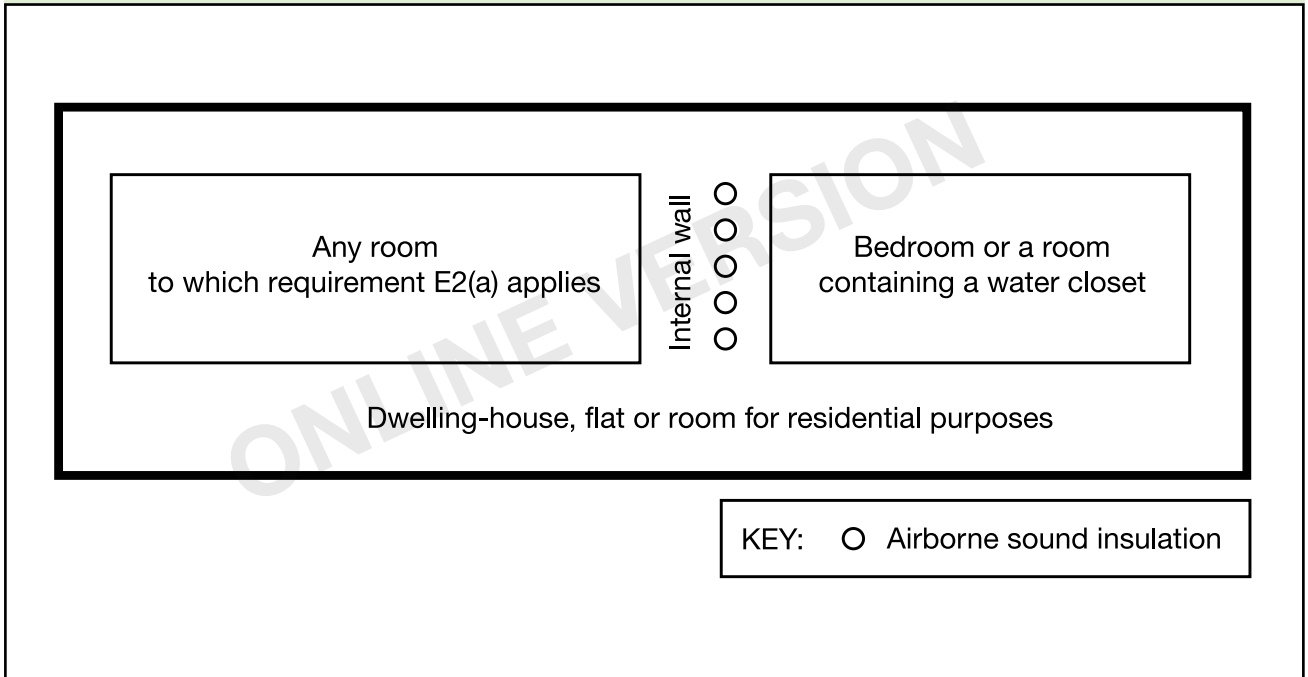 Any room
to which requirement E2(a) applies
Internal wall
Bedroom or a room
containing a water closet
Dwelling-house, flat or room for residential purposes
KEY: Airborne sound insulation
ONLINE VERSION